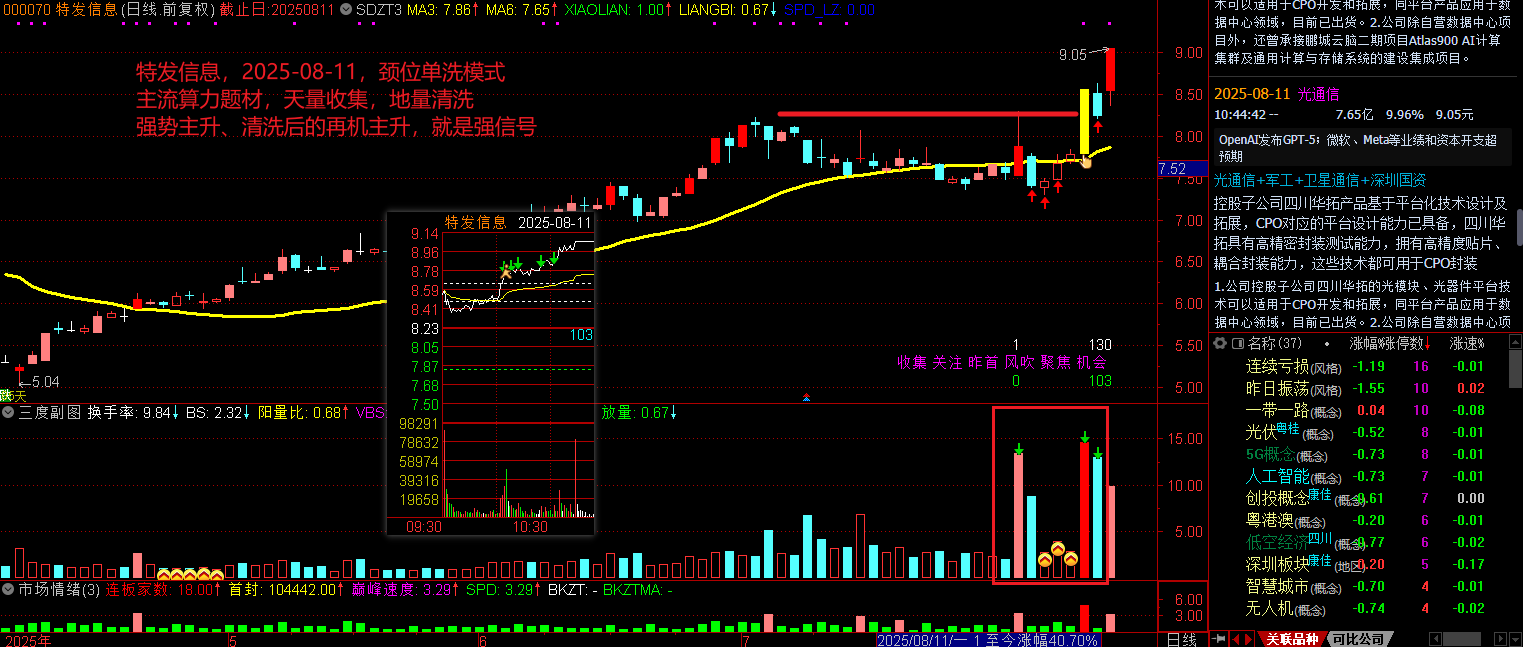 000070 特发信息(日线.前复权) 截止日:20250811 SDZT3 MA3: 7.86↑ MA6: 7.65↑ XIAOLIAN: 1.00↑ LIANGBI: 0.67↓ SPD_LZ 0.00
特发信息，2025-08-11，颈位单洗模式
主流算力题材，天量收集，地量清洗
强势主升、清洗后的再机主升，就是强信号
9.05
9.00
8.50
8.00
7.52
7.50
7.00
6.50
6.00
5.50
5.00
←5.04
1 130
收集 关注 昨首 风吹 聚焦 机会
0 103
特发信息 2025-08-11
9.14
8.96
8.78
8.59
8.41
8.23
8.05
7.87
7.68
7.50
103
98291
78632
58974
39316
19658
09:30 10:30
三度副图 换手率: 9.84↓ BS: 2.32↓ 阳量比: 0.68↑ VBS
放量: 0.67↓
15.00
10.00
5.00
市场情绪(3) 连板家数: 18.00↑ 首封: 104442.00↑ 巅峰速度: 3.29↑ SPD: 3.29↑ BKZT: - BKZTMA: -
6.00
3.00
2025年 5 6 7 2025/08/11/一 1 至今涨幅40.70% 日线
术可以适用于CPO开发和拓展，同平台产品应用于数
据中心领域，目前已出货。2.公司除自营数据中心项
目外，还曾承接鹏城云脑二期项目Atlas900 AI计算
集群及通用计算与存储系统的建设集成项目。
2025-08-11 光通信
10:44:42 -- 7.65亿 9.96% 9.05元
OpenAI发布GPT-5；微软、Meta等业绩和资本开支超
预期
光通信+军工+卫星通信+深圳国资
控股子公司四川华拓产品基于平台化技术设计及
拓展，CPO对应的平台设计能力已具备，四川华
拓具有高精密封装测试能力，拥有高精度贴片、
耦合封装能力，这些技术都可用于CPO封装
1.公司控股子公司四川华拓的光模块、光器件平台技
术可以适用于CPO开发和拓展，同平台产品应用于数
据中心领域，目前已出货。2.公司除自营数据中心项
名称(37) • 涨幅% 涨停数↓ 涨速%
连续亏损(风格) -1.19 16 -0.01
昨日振荡(风格) -1.55 10 0.02
一带一路(概念) 0.04 10 -0.08
光伏粤桂(概念) -0.52 8 -0.01
5G概念(概念) -0.73 8 -0.01
人工智能(概念) -0.73 7 -0.01
创投概念康佳(概念) 9.61 7 0.00
粤港澳(概念) -0.20 6 -0.01
低空经济四川(概念) 9.77 6 -0.02
深圳板块康佳(地区) 0.20 5 -0.17
智慧城市(概念) -0.70 4 -0.01
无人机(概念) -0.74 4 -0.02
关联品种 可比公司